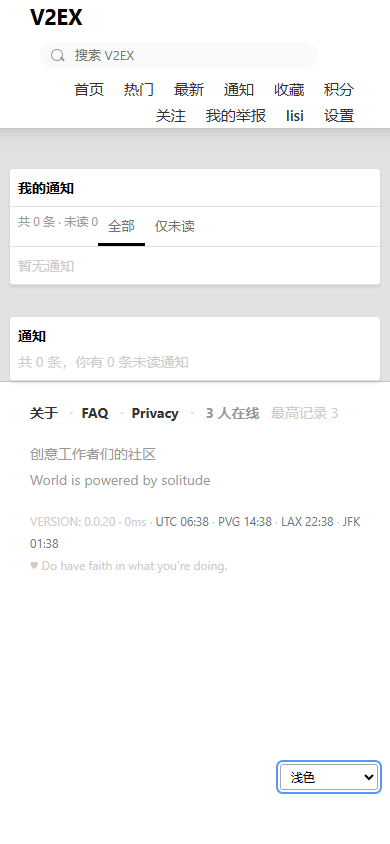 V2EX
搜索 V2EX
首页 热门 最新 通知 收藏 积分
关注 我的举报 lisi 设置
我的通知
共 0 条 · 未读 0 全部 仅未读
暂无通知
通知
共 0 条，你有 0 条未读通知
关于 · FAQ · Privacy · 3 人在线 最高记录 3
创意工作者们的社区
World is powered by solitude
VERSION: 0.0.20 · 0ms · UTC 06:38 · PVG 14:38 · LAX 22:38 · JFK
01:38
♥ Do have faith in what you're doing.
浅色